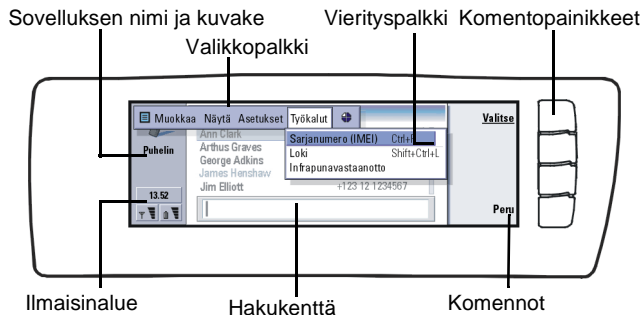 Sovelluksen nimi ja kuvake
Vierityspalkki
Komentopainikkeet
Valikkopalkki
Muokkaa Näytä Asetukset Työkalut
Valitse
Puhelin
Ann Clark
Arthus Graves
George Adkins
James Henshaw
Jim Elliott +123 12 1234567
Sarjanumero (IMEI)
Loki Shift+Ctrl+L
Infrapunavastaanotto
13.52
Peru
Ilmaisinalue
Hakukenttä
Komennot